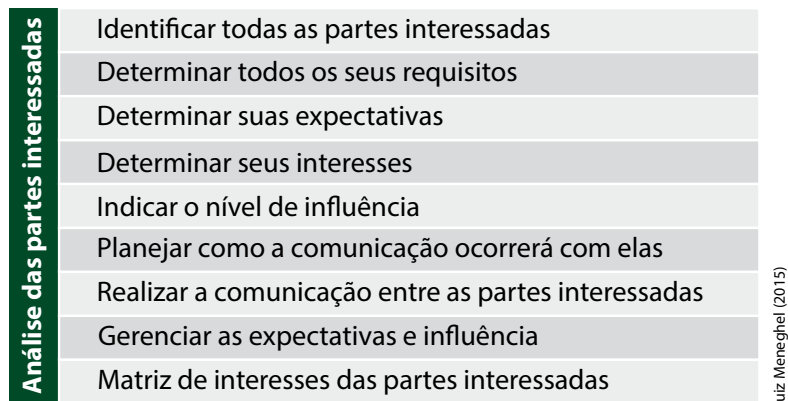 Análise das partes interessadas
Identificar todas as partes interessadas
Determinar todos os seus requisitos
Determinar suas expectativas
Determinar seus interesses
Indicar o nível de influência
Planejar como a comunicação ocorrerá com elas
Realizar a comunicação entre as partes interessadas
Gerenciar as expectativas e influência
Matriz de interesses das partes interessadas
uiz Meneghel (2015)